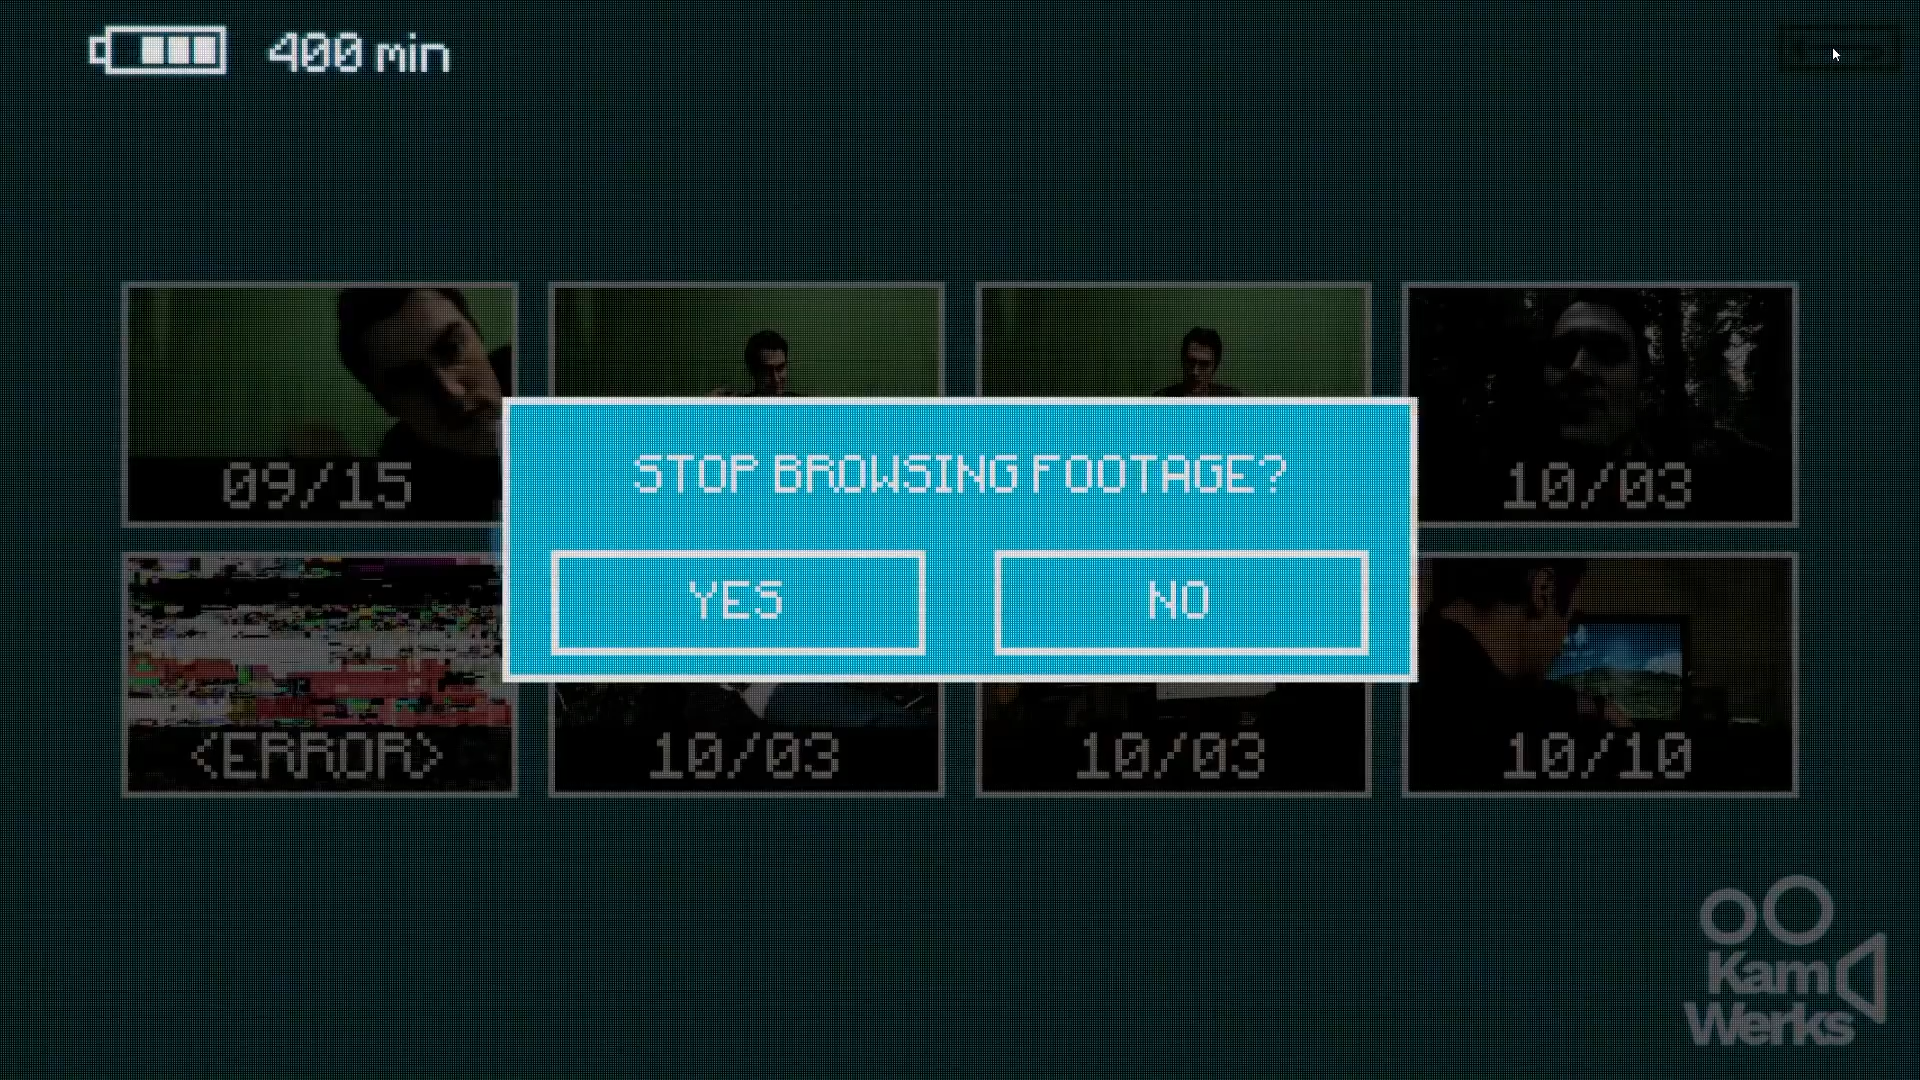 400 min
STOP BROWSING FOOTAGE?
YES
NO
09/15
10/03
<ERROR>
10/03
10/03
10/10
Kam
Werks